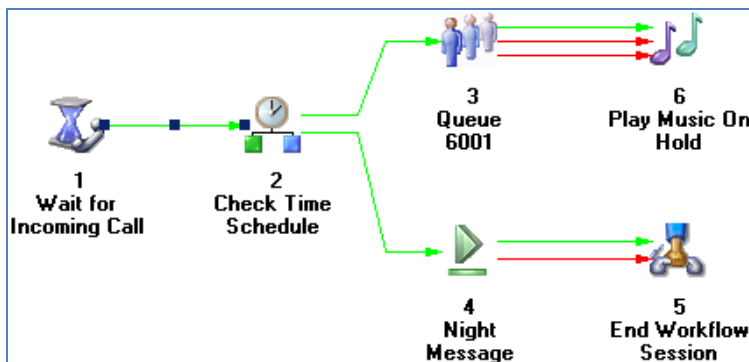 3
Queue
6001
6
Play Music On
Hold
1
Wait for
Incoming Call
2
Check Time
Schedule
4
Night
Message
5
End Workflow
Session